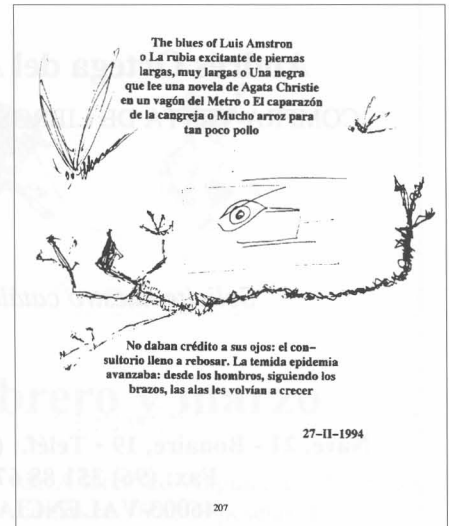 The blues of Luis Amstron
o La rubia excitante de piernas
largas, muy largas o Una negra
que lee una novela de Agata Christie
en un vagón del Metro o El caparazón
de la cangreja o Mucho arroz para
tan poco pollo
No daban crédito a sus ojos: el con-
sultorio lleno a rebosar. La temida epidemia
avanzaba: desde los hombros, siguiendo los
brazos, las alas les volvían a crecer
27-II-1994
207